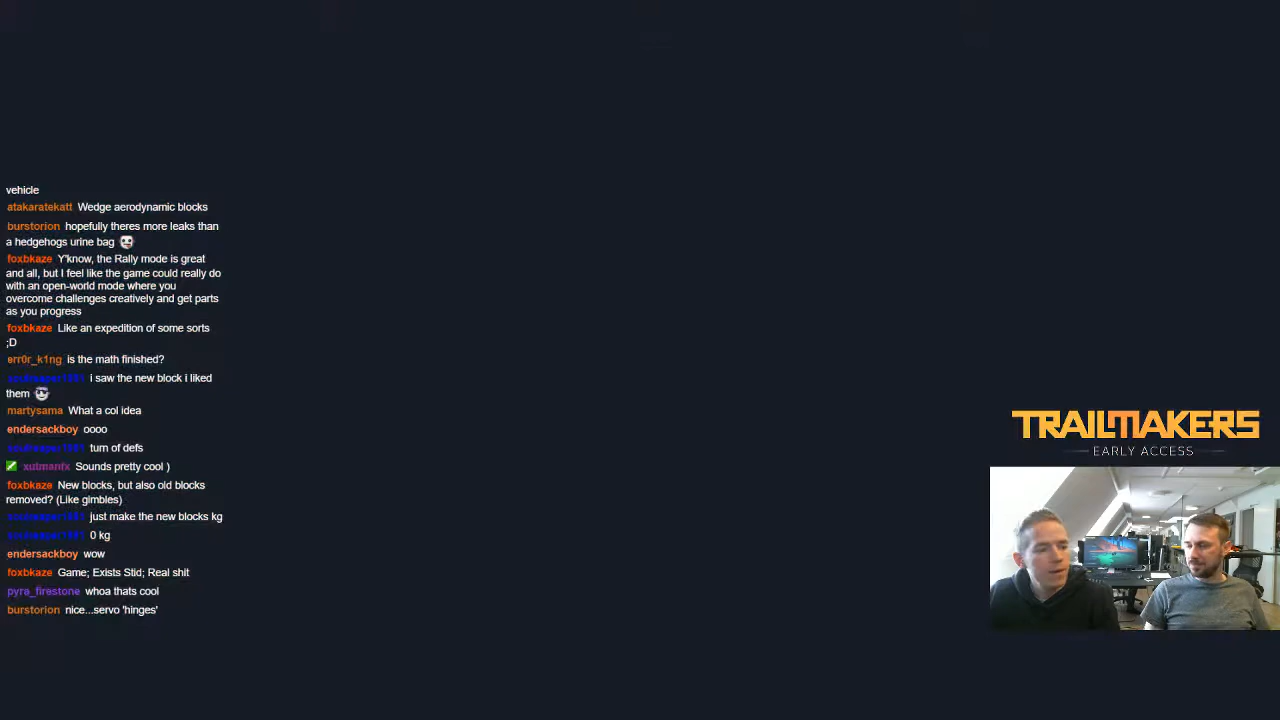 vehicle
atakaratekatt Wedge aerodynamic blocks
burstorion hopefully theres more leaks than
a hedgehogs urine bag
foxbkaze Y'know, the Rally mode is great
and all, but I feel like the game could really do
with an open-world mode where you
overcome challenges creatively and get parts
as you progress
foxbkaze Like an expedition of some sorts
;D
err0r_k1ng is the math finished?
i saw the new block i liked
them
martysama What a col idea
endersackboy oooo
turn of defs
xutmanfx Sounds pretty cool )
foxbkaze New blocks, but also old blocks
removed? (Like gimbles)
just make the new blocks kg
0 kg
endersackboy wow
foxbkaze Game; Exists Stid; Real shit
pyra_firestone whoa thats cool
burstorion nice...servo 'hinges'
TRAILMAKERS
EARLY ACCESS